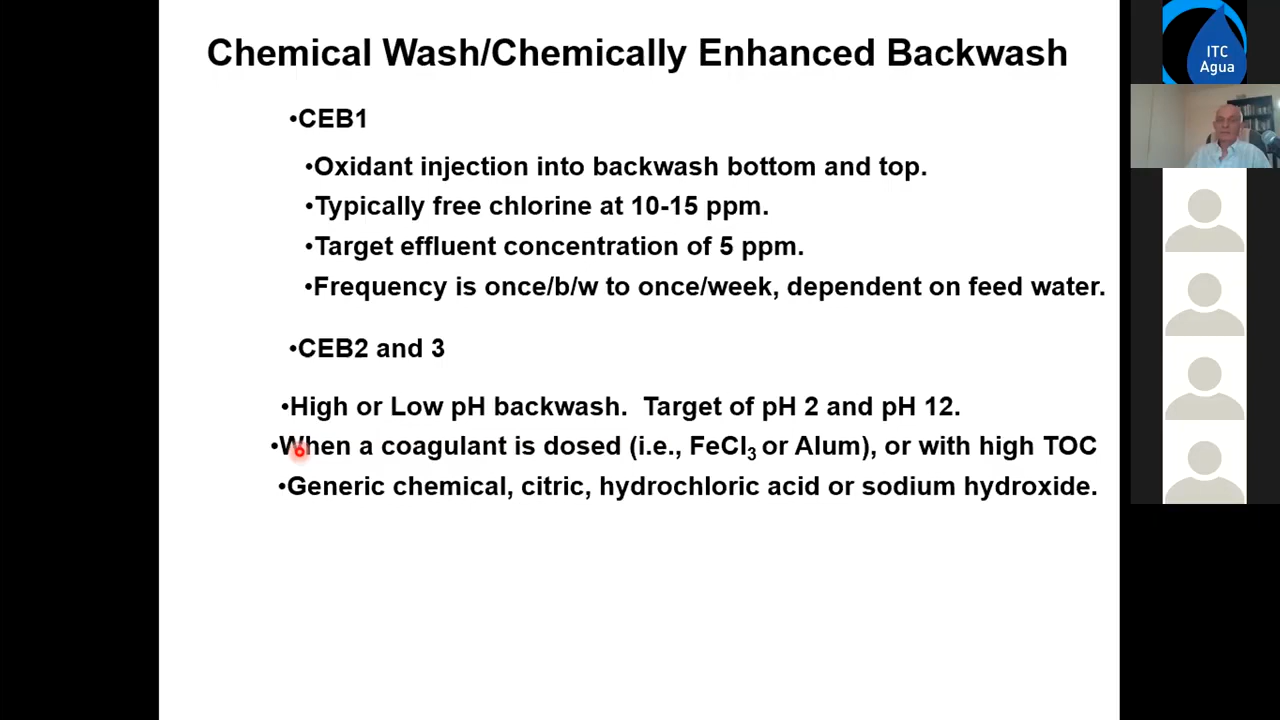 Chemical Wash/Chemically Enhanced Backwash
•CEB1
•Oxidant injection into backwash bottom and top.
•Typically free chlorine at 10-15 ppm.
•Target effluent concentration of 5 ppm.
•Frequency is once/b/w to once/week, dependent on feed water.
•CEB2 and 3
•High or Low pH backwash.  Target of pH 2 and pH 12.
•When a coagulant is dosed (i.e., FeCl₃ or Alum), or with high TOC
•Generic chemical, citric, hydrochloric acid or sodium hydroxide.
ITC
Agua